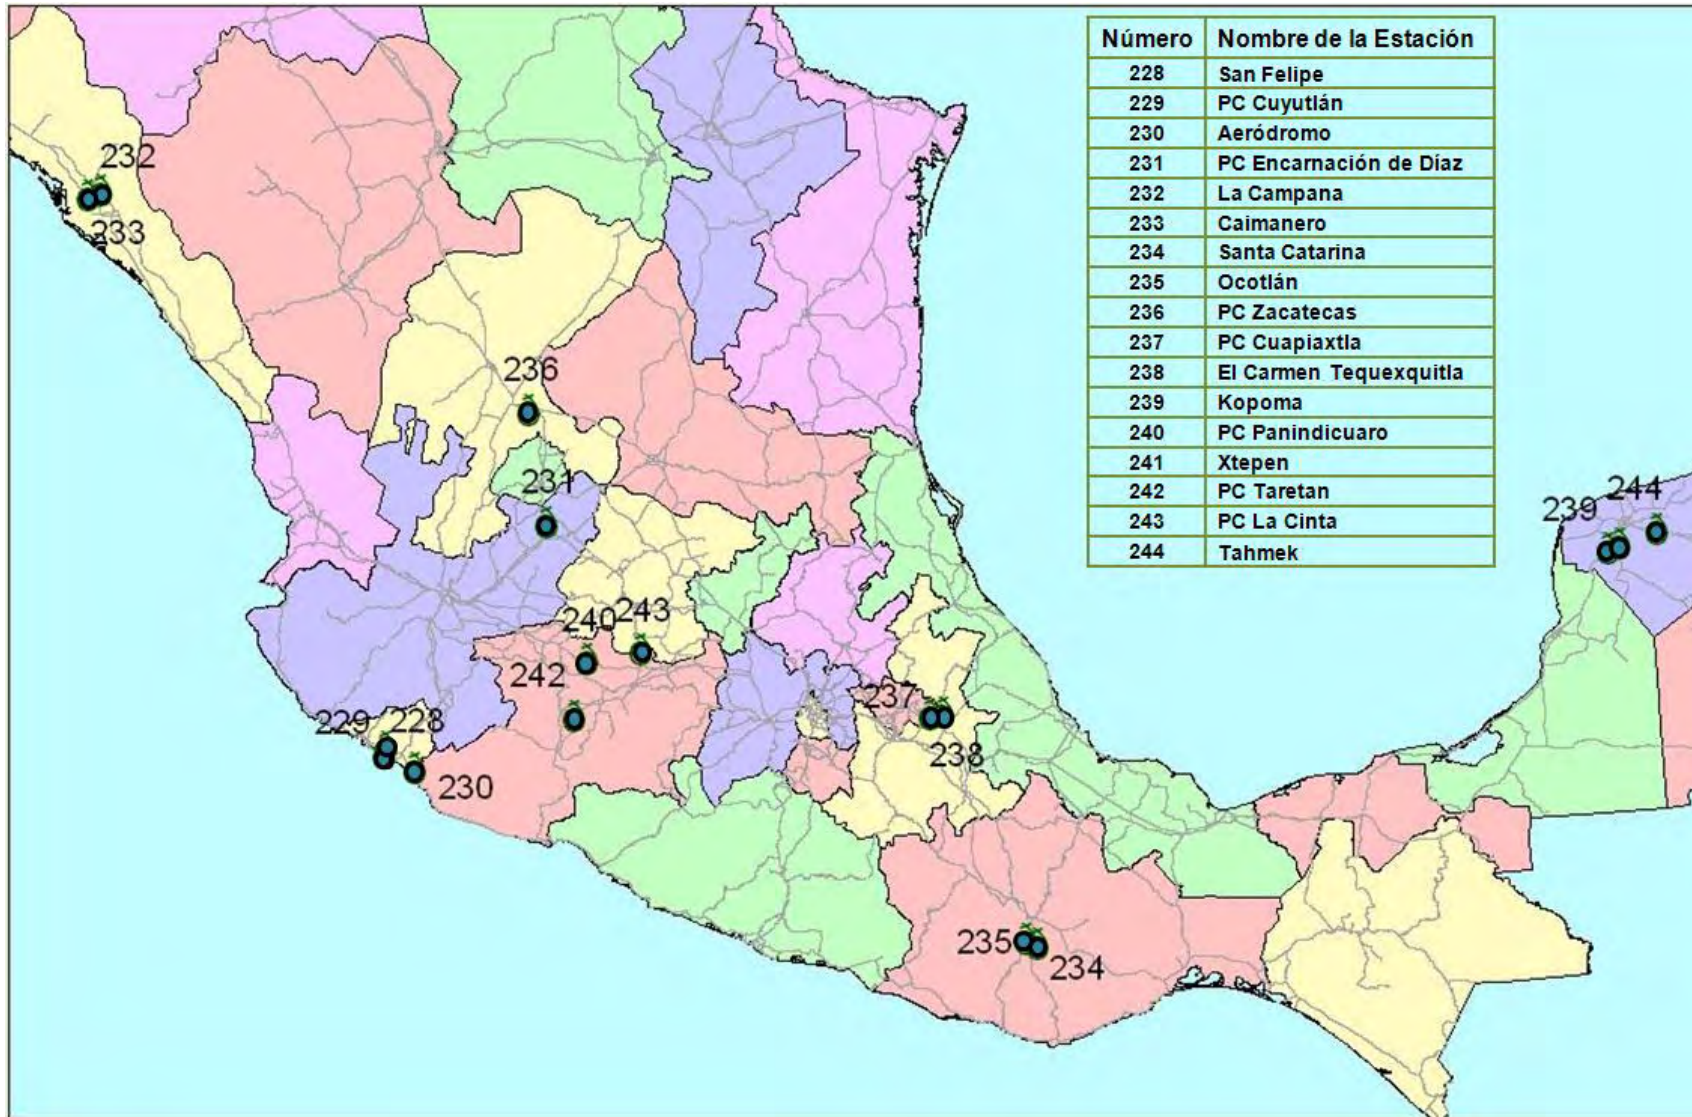 Número Nombre de la Estación
228 San Felipe
229 PC Cuyutlán
230 Aeródromo
231 PC Encarnación de Díaz
232 La Campana
233 Caimanero
234 Santa Catarina
235 Ocotlán
236 PC Zacatecas
237 PC Cuapiaxtla
238 El Carmen Tequexquitla
239 Kopoma
240 PC Panindicuaro
241 Xtepen
242 PC Taretan
243 PC La Cinta
244 Tahmek
232
233
236
231
239
244
240
243
242
237
229
228
238
230
235
234